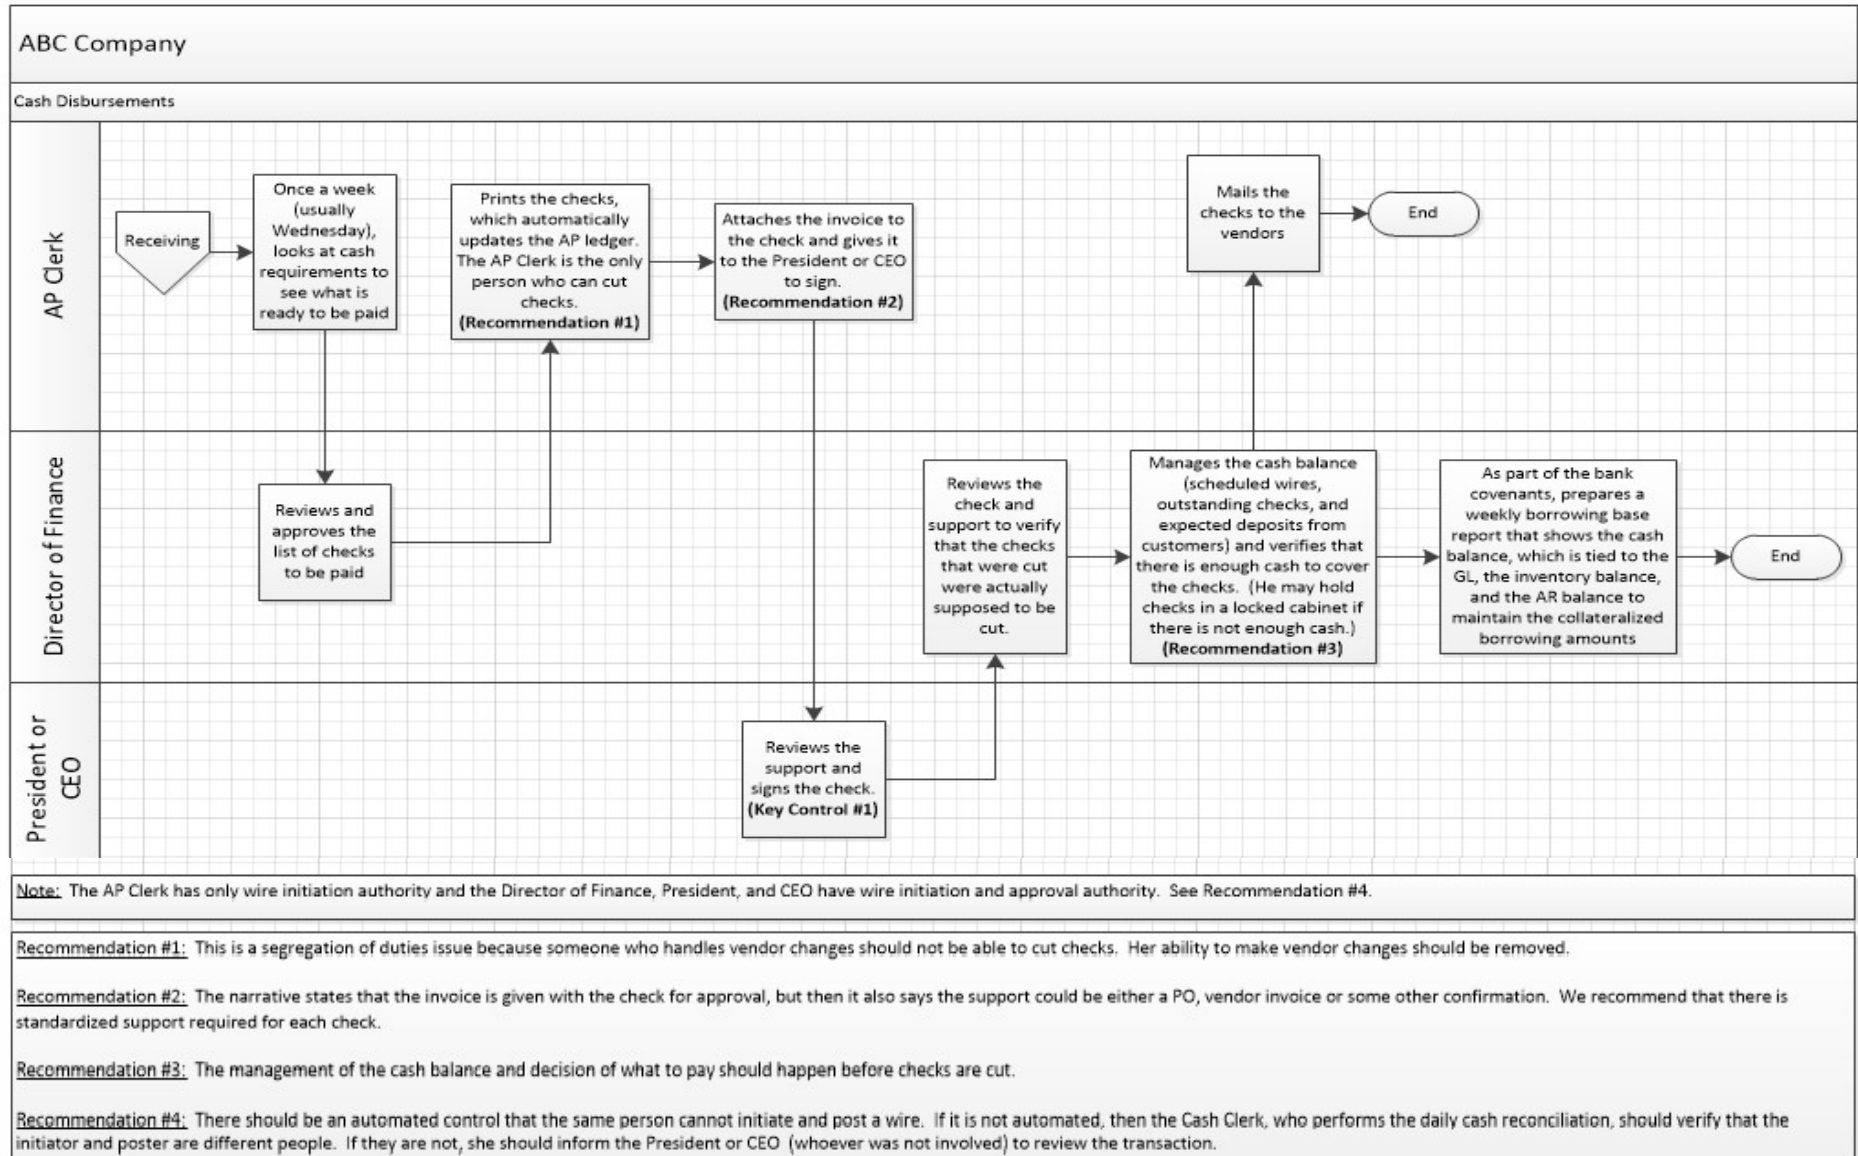 ABC Company
Cash Disbursements
AP Clerk
Receiving
Once a week
(usually
Wednesday),
looks at cash
requirements to
see what is
ready to be paid
Prints the checks,
which automatically
updates the AP ledger.
The AP Clerk is the only
person who can cut
checks.
(Recommendation #1)
Attaches the invoice to
the check and gives it
to the President or CEO
to sign.
(Recommendation #2)
Mails the
checks to the
vendors
End
Director of Finance
Reviews and
approves the
list of checks
to be paid
Reviews the
check and
support to verify
that the checks
that were cut
were actually
supposed to be
cut.
Manages the cash balance
(scheduled wires,
outstanding checks, and
expected deposits from
customers) and verifies that
there is enough cash to cover
the checks.  (He may hold
checks in a locked cabinet if
there is not enough cash.)
(Recommendation #3)
As part of the bank
covenants, prepares a
weekly borrowing base
report that shows the cash
balance, which is tied to the
GL, the inventory balance,
and the AR balance to
maintain the collateralized
borrowing amounts
End
President or
CEO
Reviews the
support and
signs the check.
(Key Control #1)
Note:  The AP Clerk has only wire initiation authority and the Director of Finance, President, and CEO have wire initiation and approval authority.  See Recommendation #4.
Recommendation #1:  This is a segregation of duties issue because someone who handles vendor changes should not be able to cut checks.  Her ability to make vendor changes should be removed.
Recommendation #2:  The narrative states that the invoice is given with the check for approval, but then it also says the support could be either a PO, vendor invoice or some other confirmation.  We recommend that there is
standardized support required for each check.
Recommendation #3:  The management of the cash balance and decision of what to pay should happen before checks are cut.
Recommendation #4:  There should be an automated control that the same person cannot initiate and post a wire.  If it is not automated, then the Cash Clerk, who performs the daily cash reconciliation, should verify that the
initiator and poster are different people.  If they are not, she should inform the President or CEO  (whoever was not involved) to review the transaction.